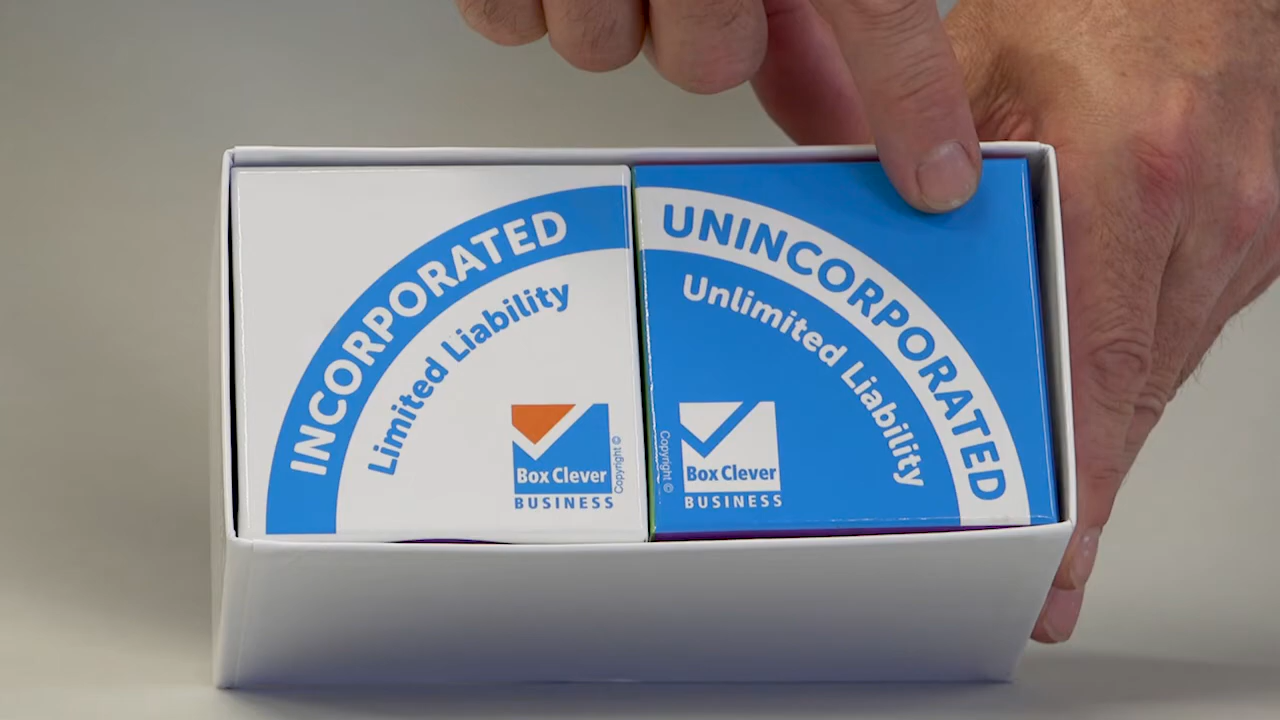 INCORPORATED
Limited Liability
Box Clever
BUSINESS
Copyright ©
UNINCORPORATED
Unlimited Liability
Copyright ©
Box Clever
BUSINESS